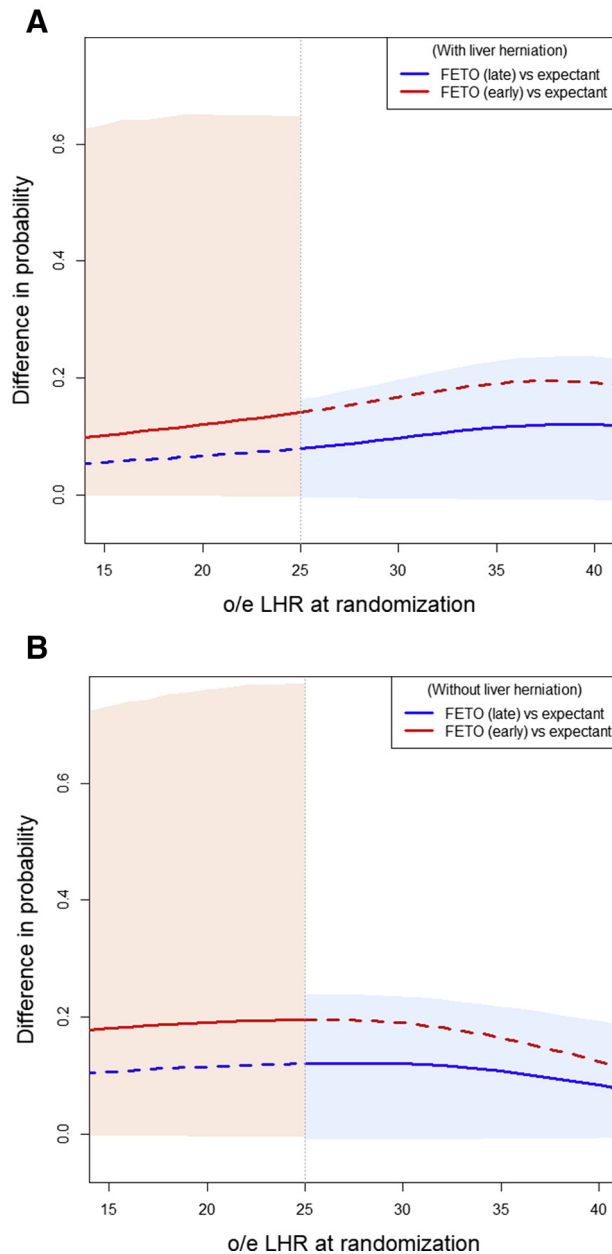 A
(With liver herniation)
FETO (late) vs expectant
FETO (early) vs expectant
Difference in probability
0.6
0.4
0.2
0.0
15 20 25 30 35 40
o/e LHR at randomization
B
(Without liver herniation)
FETO (late) vs expectant
FETO (early) vs expectant
Difference in probability
0.6
0.4
0.2
0.0
15 20 25 30 35 40
o/e LHR at randomization